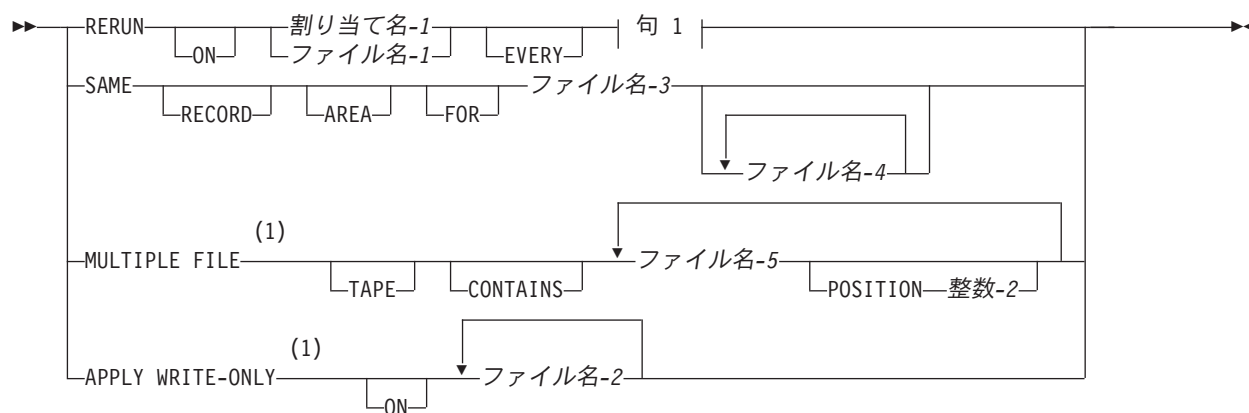 RERUN ON 割り当て名-1 ファイル名-1 EVERY 句 1
SAME RECORD AREA FOR ファイル名-3 ファイル名-4
MULTIPLE FILE (1) TAPE CONTAINS ファイル名-5 POSITION 整数-2
APPLY WRITE-ONLY (1) ON ファイル名-2